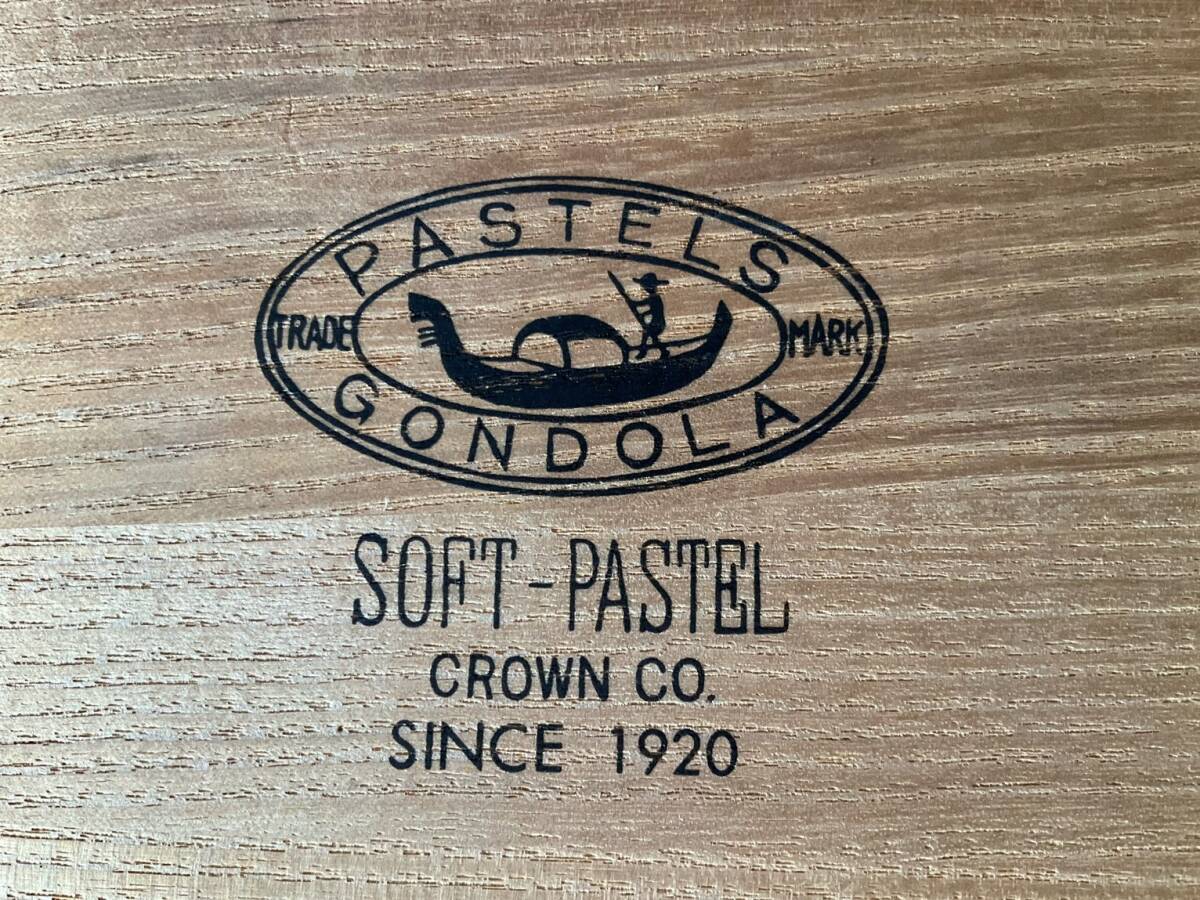 PASTELS
TRADE MARK
GONDOLA
SOFT-PASTEL
CROWN CO.
SINCE 1920